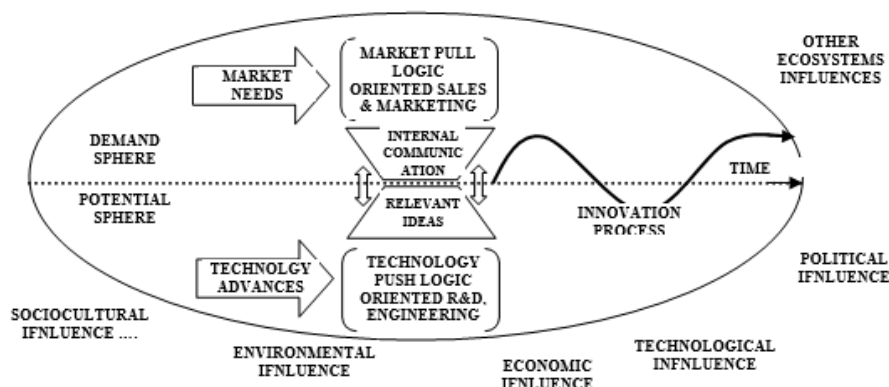 OTHER
ECOSYSTEMS
INFLUENCES
MARKET
NEEDS
MARKET PULL
LOGIC
ORIENTED SALES
& MARKETING
DEMAND
SPHERE
INTERNAL
COMMUNIC
ATION
TIME
POTENTIAL
SPHERE
RELEVANT
IDEAS
INNOVATION
PROCESS
TECHNOLGY
ADVANCES
TECHNOLOGY
PUSH LOGIC
ORIENTED R&D,
ENGINEERING
POLITICAL
IFNLUENCE
SOCIOCULTURAL
IFNLUENCE ....
ENVIRONMENTAL
IFNLUENCE
ECONOMIC
IFNLUENCE
TECHNOLOGICAL
INFNLUENCE